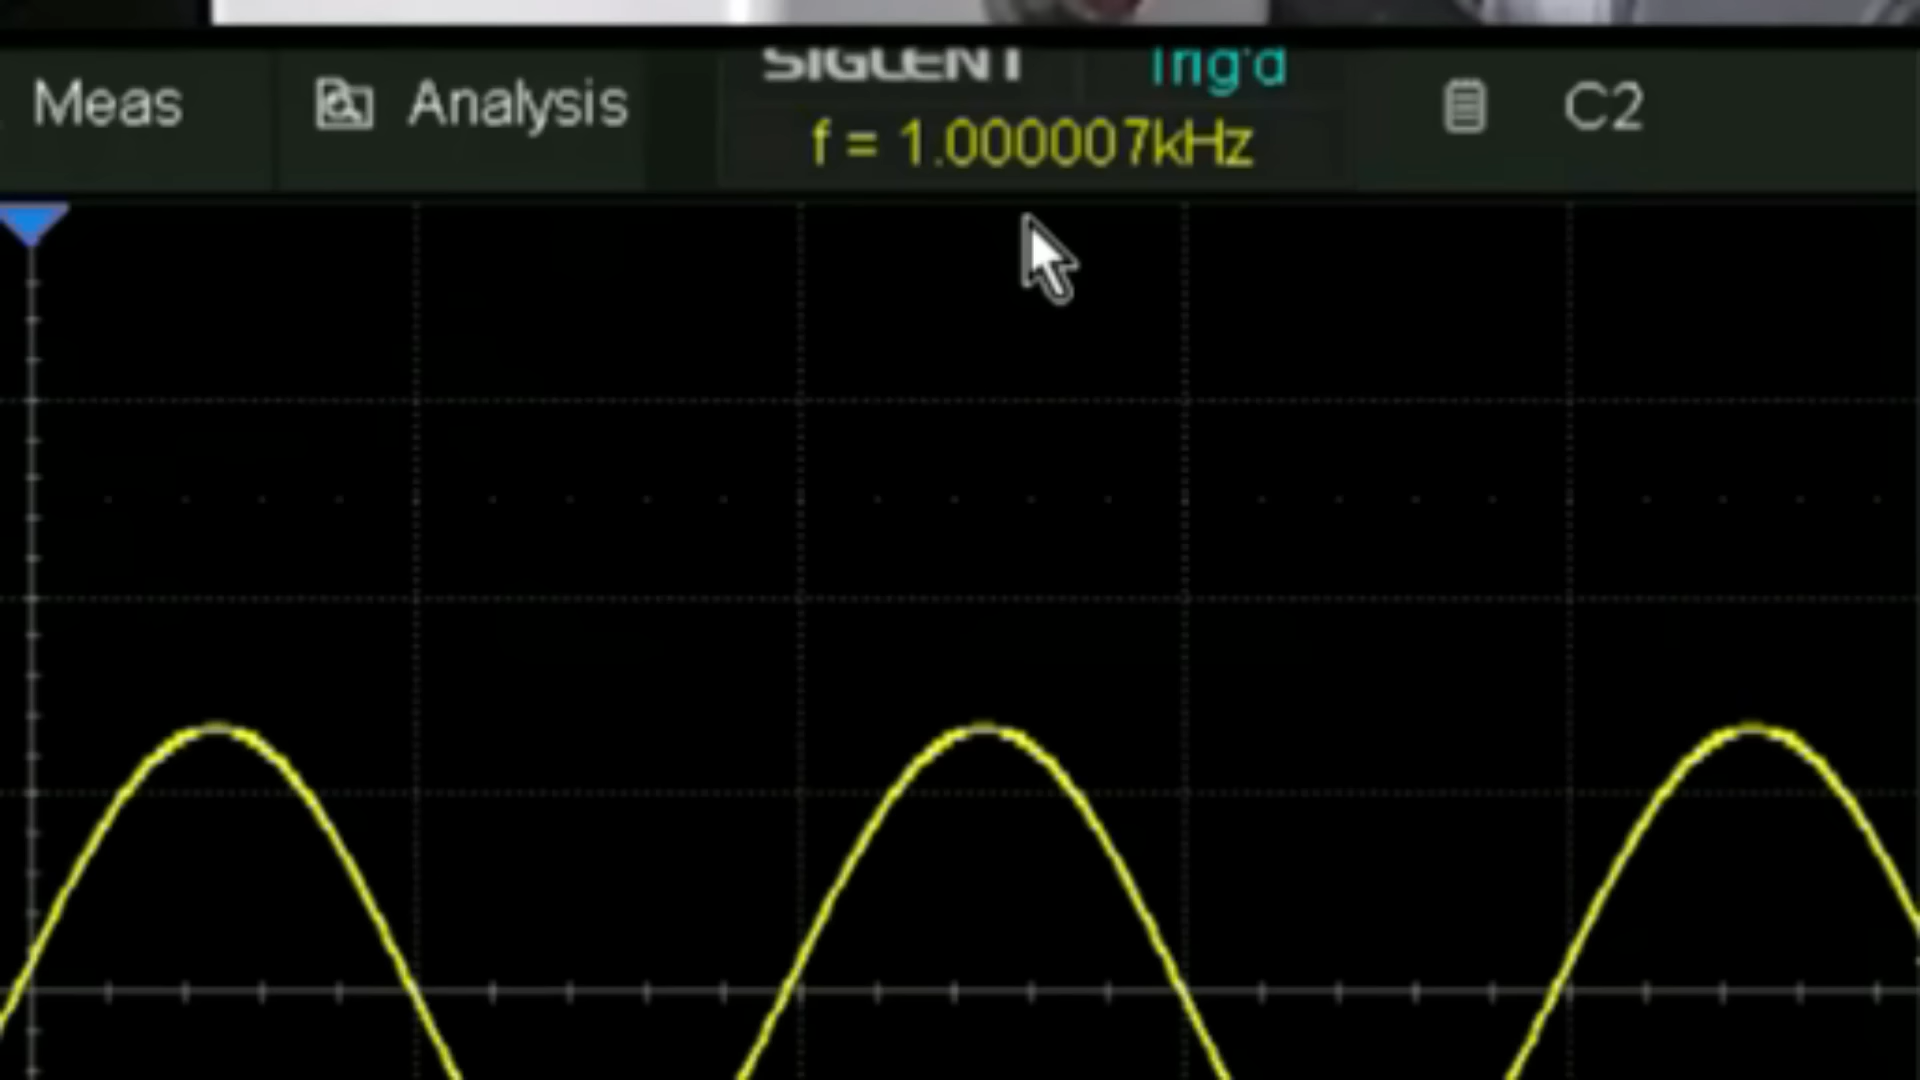 Meas
Analysis
SIGLENT
Trig'd
f = 1.000007kHz
C2